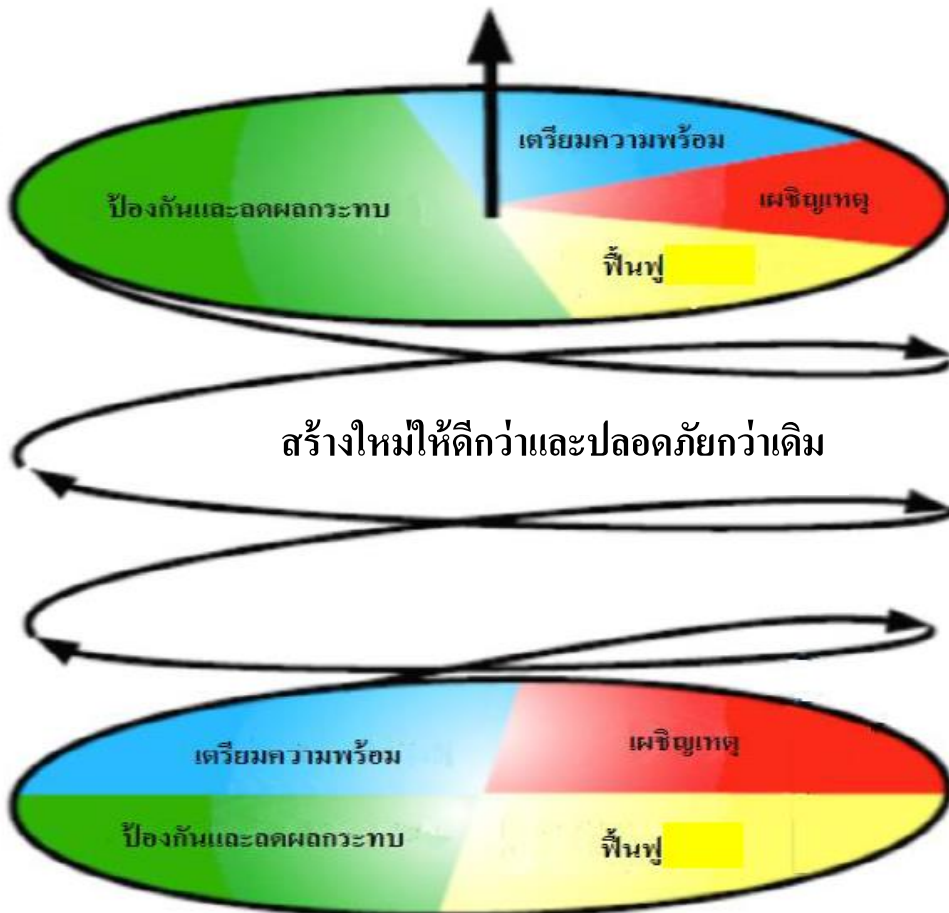 เตรียมความพร้อม
ป้องกันและลดผลกระทบ
เผชิญเหตุ
ฟื้นฟู
สร้างใหม่ให้ดีกว่าและปลอดภัยกว่าเดิม
เตรียมความพร้อม
เผชิญเหตุ
ป้องกันและลดผลกระทบ
ฟื้นฟู